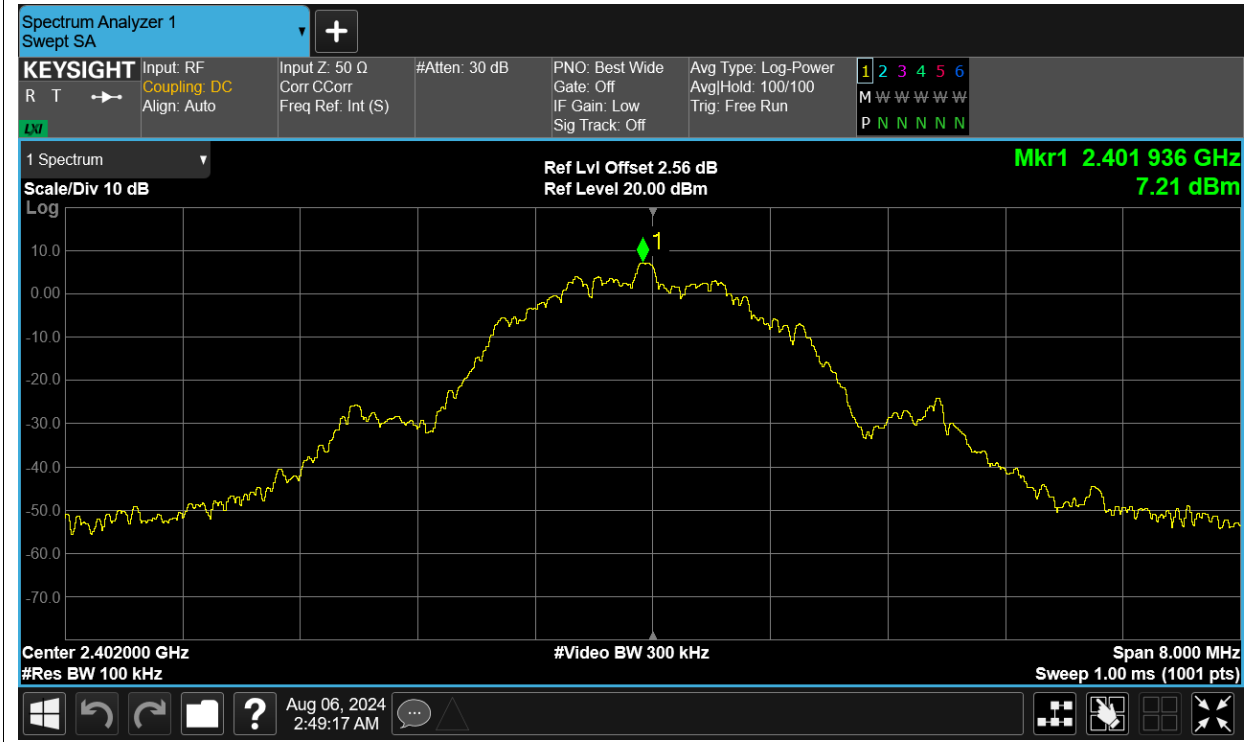 Spectrum Analyzer 1
Swept SA
KEYSIGHT
R T
LXI
Input: RF
Coupling: DC
Align: Auto
Input Z: 50 Ω
Corr CCorr
Freq Ref: Int (S)
#Atten: 30 dB
PNO: Best Wide
Gate: Off
IF Gain: Low
Sig Track: Off
Avg Type: Log-Power
Avg|Hold: 100/100
Trig: Free Run
1 2 3 4 5 6
M W W W W W
P N N N N N
1 Spectrum
Scale/Div 10 dB
Log
Ref Lvl Offset 2.56 dB
Ref Level 20.00 dBm
Mkr1 2.401 936 GHz
7.21 dBm
1
10.0
0.00
-10.0
-20.0
-30.0
-40.0
-50.0
-60.0
-70.0
Center 2.402000 GHz
#Res BW 100 kHz
#Video BW 300 kHz
Span 8.000 MHz
Sweep 1.00 ms (1001 pts)
?
Aug 06, 2024
2:49:17 AM